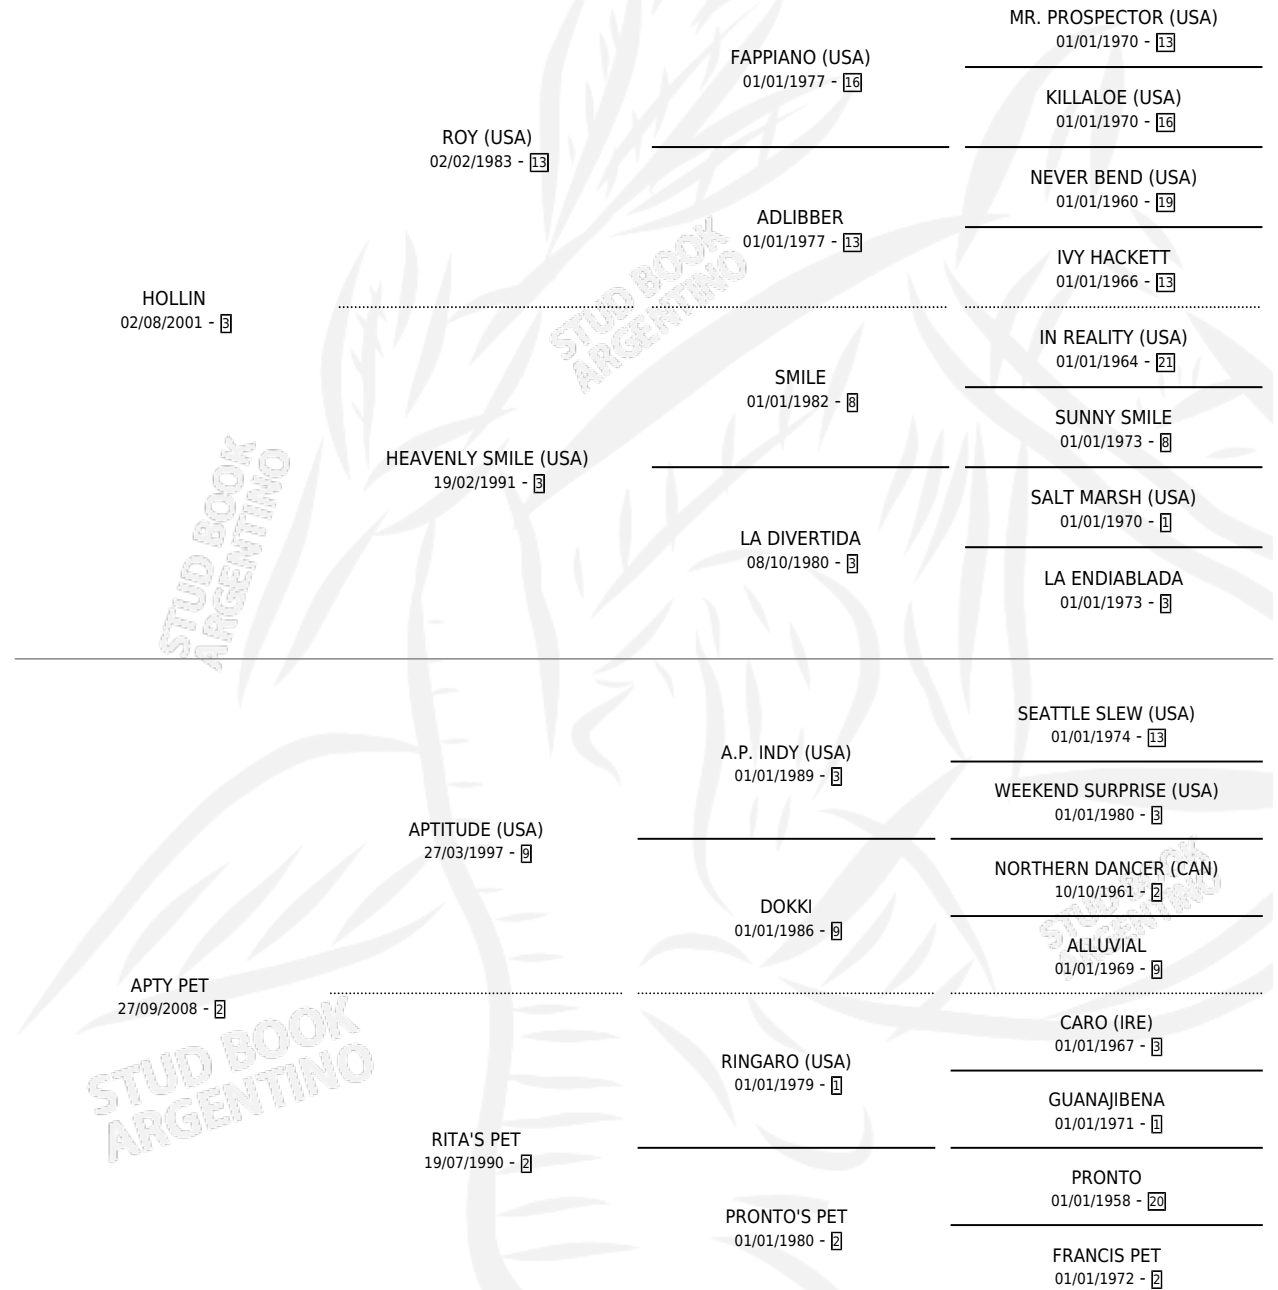 MR. PROSPECTOR (USA)
01/01/1970 - 13
FAPPIANO (USA)
01/01/1977 - 16
KILLALOE (USA)
01/01/1970 - 16
ROY (USA)
02/02/1983 - 13
NEVER BEND (USA)
01/01/1960 - 19
ADLIBBER
01/01/1977 - 13
IVY HACKETT
01/01/1966 - 13
HOLLIN
02/08/2001 - 3
STUD BOOK
ARGENTINO
IN REALITY (USA)
01/01/1964 - 21
SMILE
01/01/1982 - 8
SUNNY SMILE
01/01/1973 - 8
HEAVENLY SMILE (USA)
19/02/1991 - 3
SALT MARSH (USA)
01/01/1970 - 1
LA DIVERTIDA
08/10/1980 - 3
LA ENDIABLADA
01/01/1973 - 3
STUD BOOK
ARGENTINO
SEATTLE SLEW (USA)
01/01/1974 - 13
A.P. INDY (USA)
01/01/1989 - 3
WEEKEND SURPRISE (USA)
01/01/1980 - 3
APTITUDE (USA)
27/03/1997 - 9
NORTHERN DANCER (CAN)
10/10/1961 - 2
DOKKI
01/01/1986 - 9
STUD BOOK
ARGENTINO
ALLUVIAL
01/01/1969 - 9
APTY PET
27/09/2008 - 2
STUD BOOK
ARGENTINO
CARO (IRE)
01/01/1967 - 3
RINGARO (USA)
01/01/1979 - 1
GUANAJIBENA
01/01/1971 - 1
RITA'S PET
19/07/1990 - 2
PRONTO
01/01/1958 - 20
PRONTO'S PET
01/01/1980 - 2
FRANCIS PET
01/01/1972 - 2